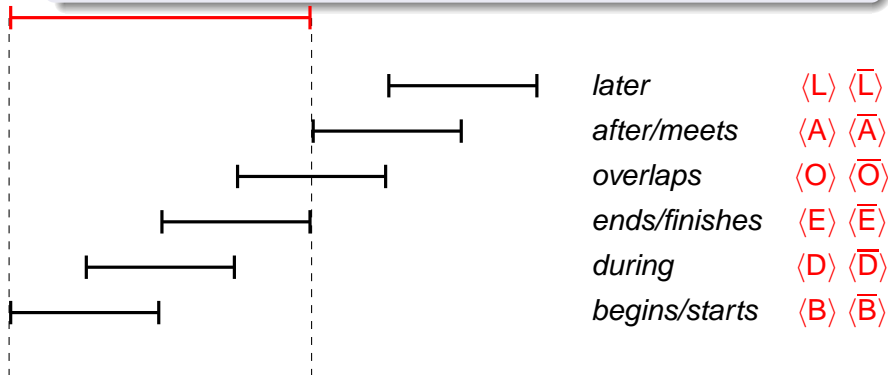 later ⟨L⟩ ⟨L̅⟩
after/meets ⟨A⟩ ⟨A̅⟩
overlaps ⟨O⟩ ⟨O̅⟩
ends/finishes ⟨E⟩ ⟨E̅⟩
during ⟨D⟩ ⟨D̅⟩
begins/starts ⟨B⟩ ⟨B̅⟩